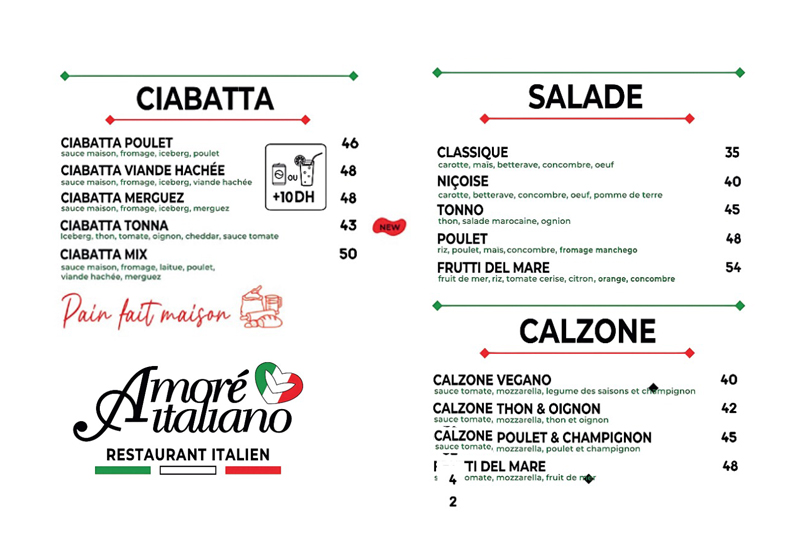 CIABATTA
CIABATTA POULET 46
sauce maison, fromage, iceberg, poulet
CIABATTA VIANDE HACHÉE 48
sauce maison, fromage, iceberg, viande hachée
CIABATTA MERGUEZ 48
sauce maison, fromage, iceberg, merguez
CIABATTA TONNA 43
Iceberg, thon, tomate, oignon, cheddar, sauce tomate
CIABATTA MIX 50
sauce maison, fromage, laitue, poulet,
viande hachée, merguez
OU
+10DH
NEW
Pain fait maison
Amoré
italiano
RESTAURANT ITALIEN
SALADE
CLASSIQUE 35
carotte, maïs, betterave, concombre, oeuf
NIÇOISE 40
carotte, betterave, concombre, oeuf, pomme de terre
TONNO 45
thon, salade marocaine, ognion
POULET 48
riz, poulet, mais, concombre, fromage manchego
FRUTTI DEL MARE 54
fruit de mer, riz, tomate cerise, citron, orange, concombre
CALZONE
CALZONE VEGANO 40
sauce tomate, mozzarella, legume des saisons et champignon
CALZONE THON & OIGNON 42
sauce tomate, mozzarella, thon et oignon
CALZONE POULET & CHAMPIGNON 45
sauce tomate, mozzarella, poulet et champignon
TI DEL MARE 48
omate, mozzarella, fruit de mer
4
2